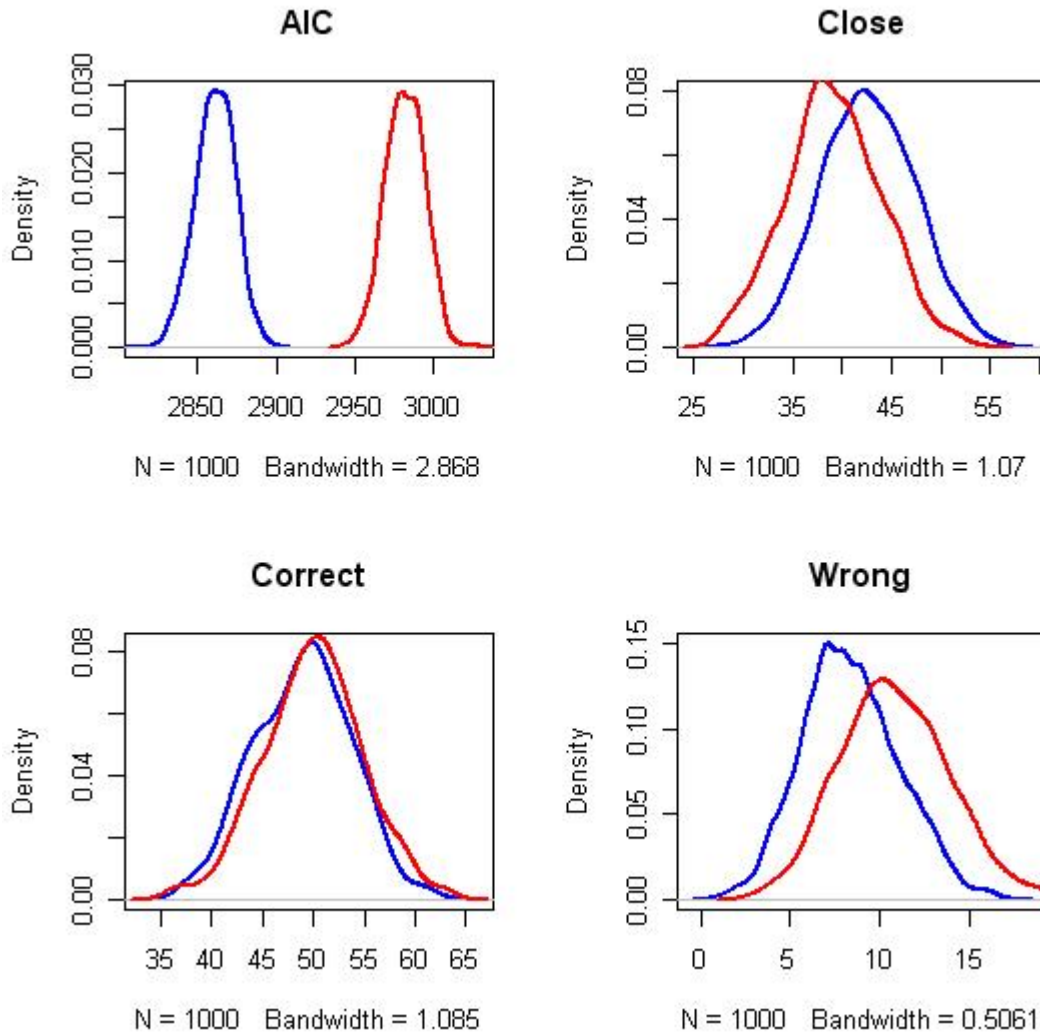 AIC
Density
0.000 0.010 0.020 0.030
2850 2900 2950 3000
N = 1000 Bandwidth = 2.868
Close
Density
0.00 0.04 0.08
25 35 45 55
N = 1000 Bandwidth = 1.07
Correct
Density
0.00 0.04 0.08
35 40 45 50 55 60 65
N = 1000 Bandwidth = 1.085
Wrong
Density
0.00 0.05 0.10 0.15
0 5 10 15
N = 1000 Bandwidth = 0.5061